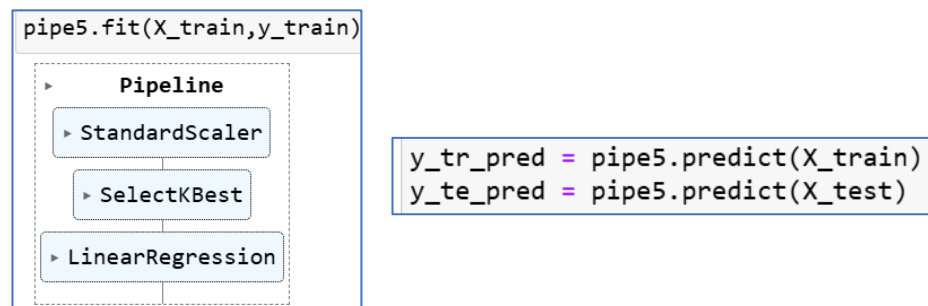 pipe5.fit(X_train,y_train)
Pipeline
StandardScaler
SelectKBest
LinearRegression
y_tr_pred = pipe5.predict(X_train)
y_te_pred = pipe5.predict(X_test)